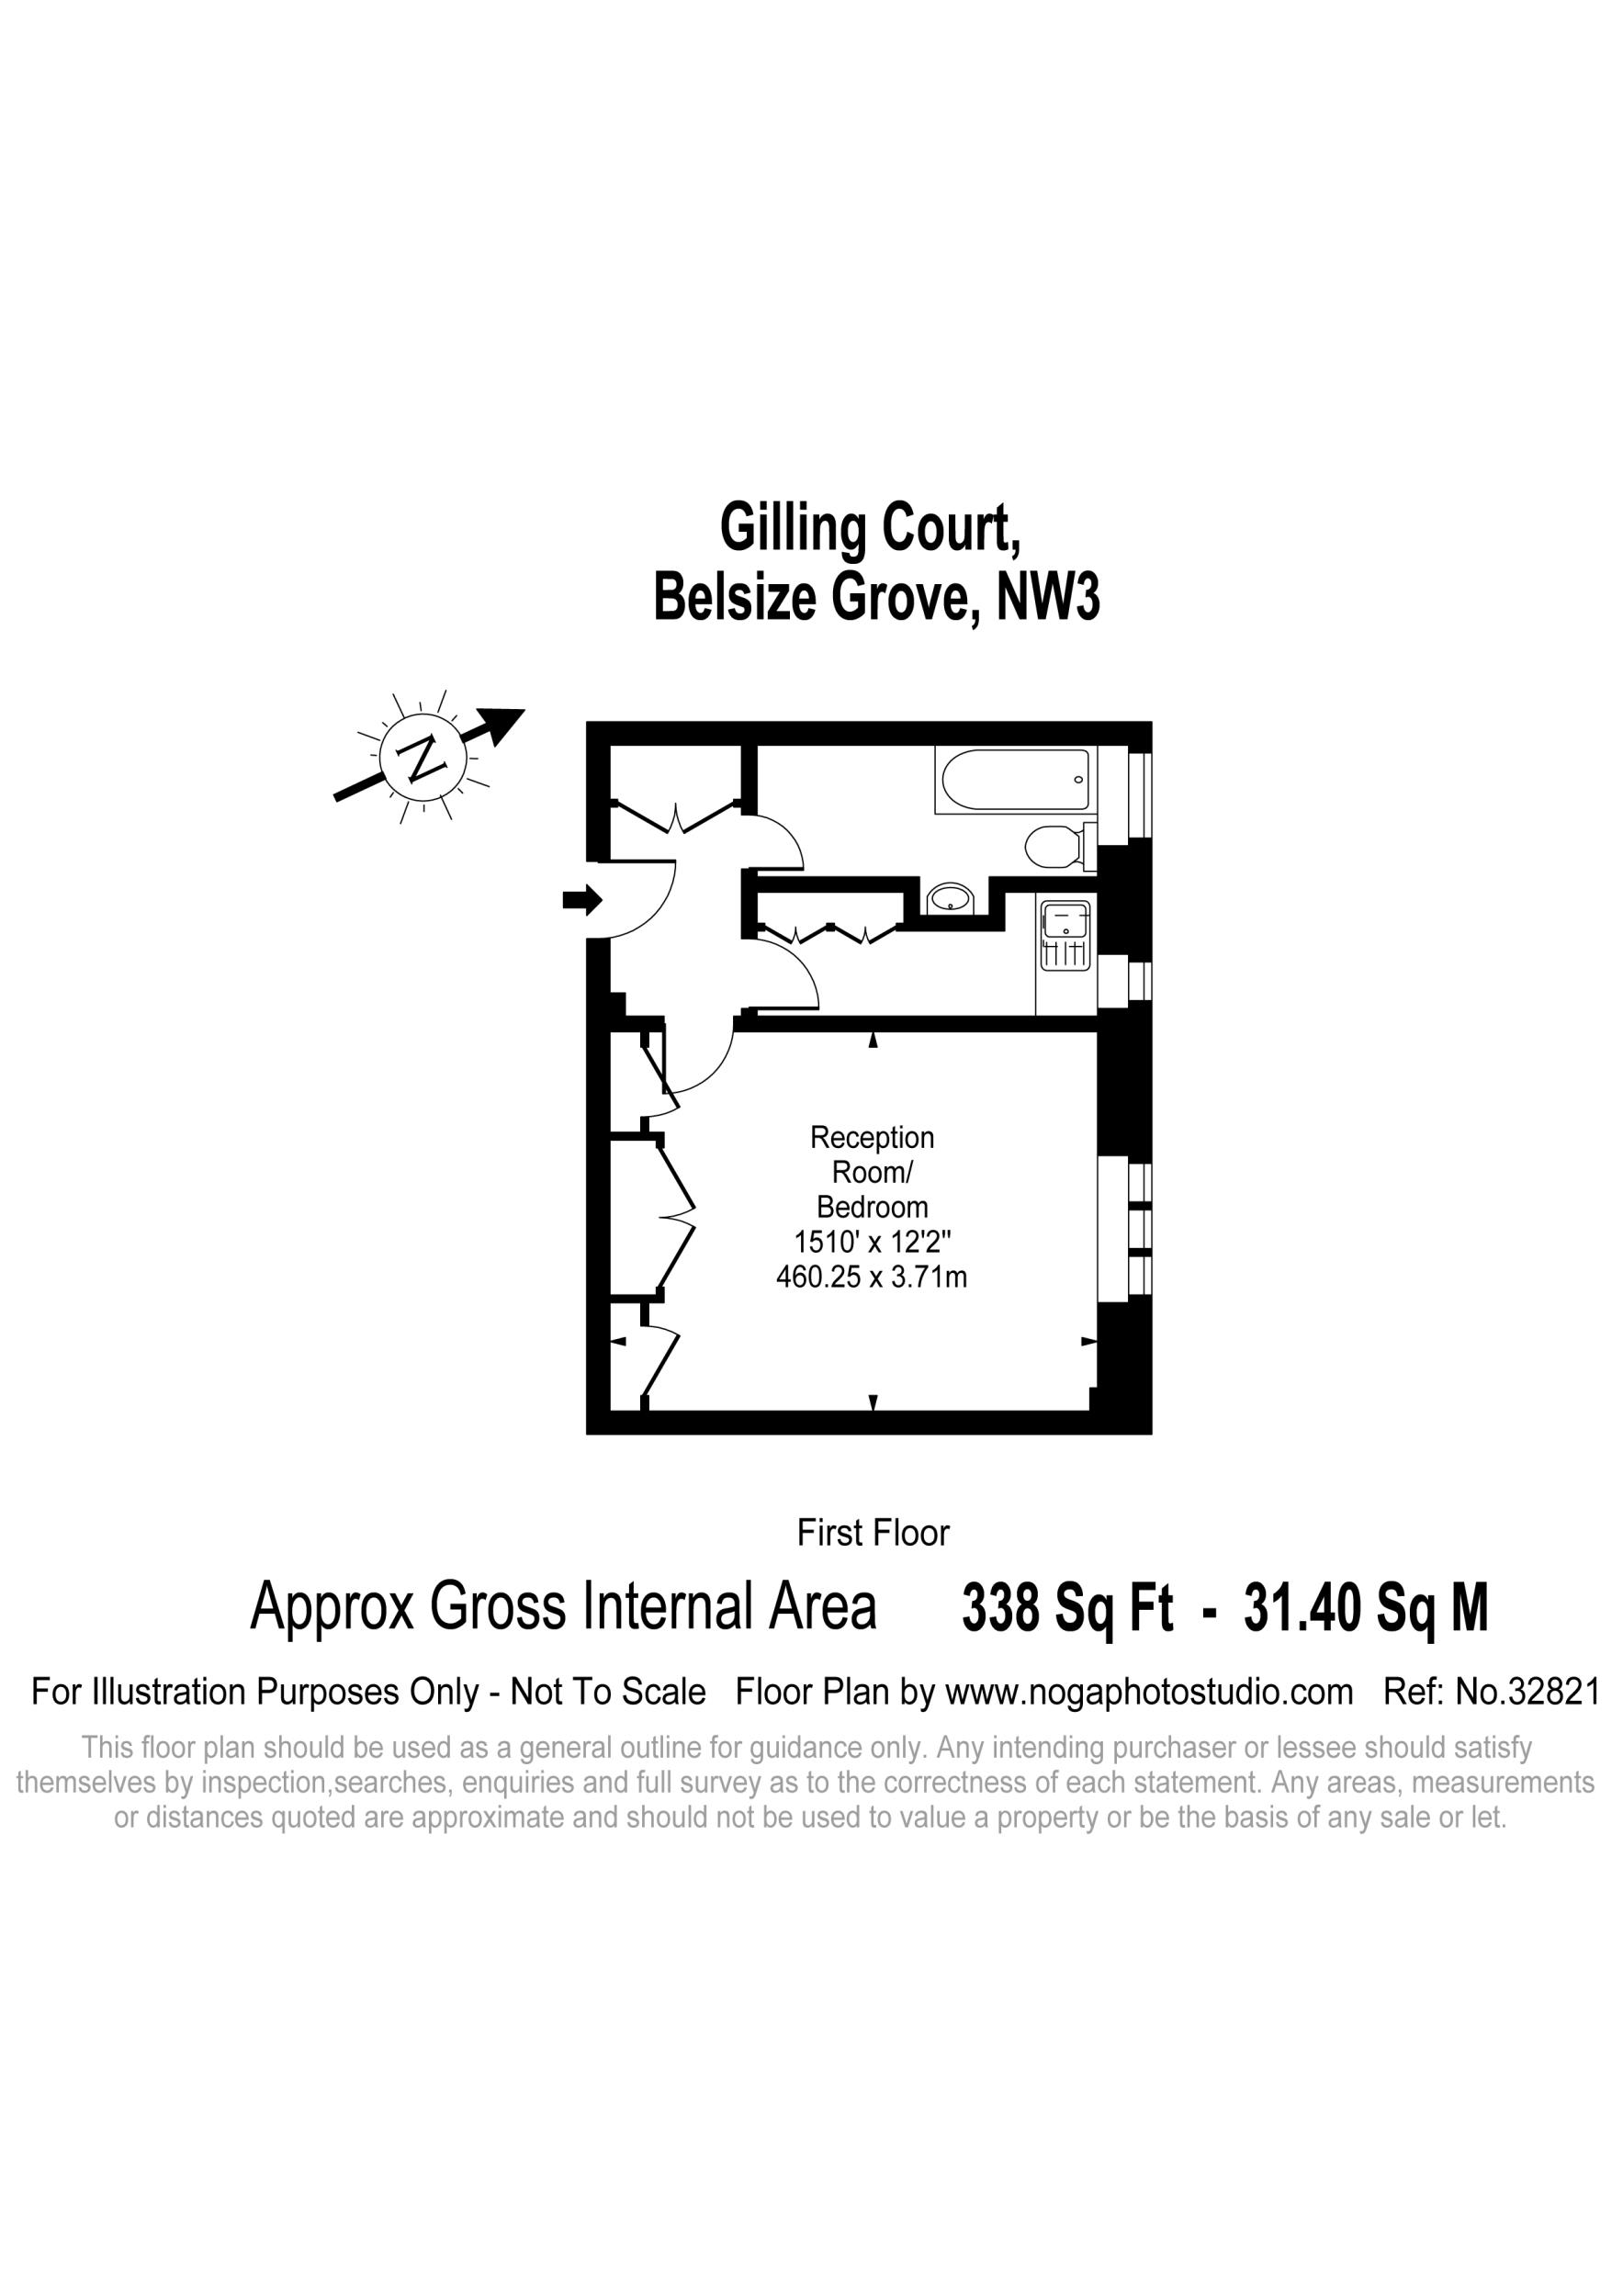 Gilling Court,
Belsize Grove, NW3
N
Reception
Room/
Bedroom
1510' x 12'2"
460.25 x 3.71m
First Floor
Approx Gross Internal Area 338 Sq Ft - 31.40 Sq M
For Illustration Purposes Only - Not To Scale Floor Plan by www.nogaphotostudio.com Ref: No.32821
This floor plan should be used as a general outline for guidance only. Any intending purchaser or lessee should satisfy
themselves by inspection,searches, enquiries and full survey as to the correctness of each statement. Any areas, measurements
or distances quoted are approximate and should not be used to value a property or be the basis of any sale or let.